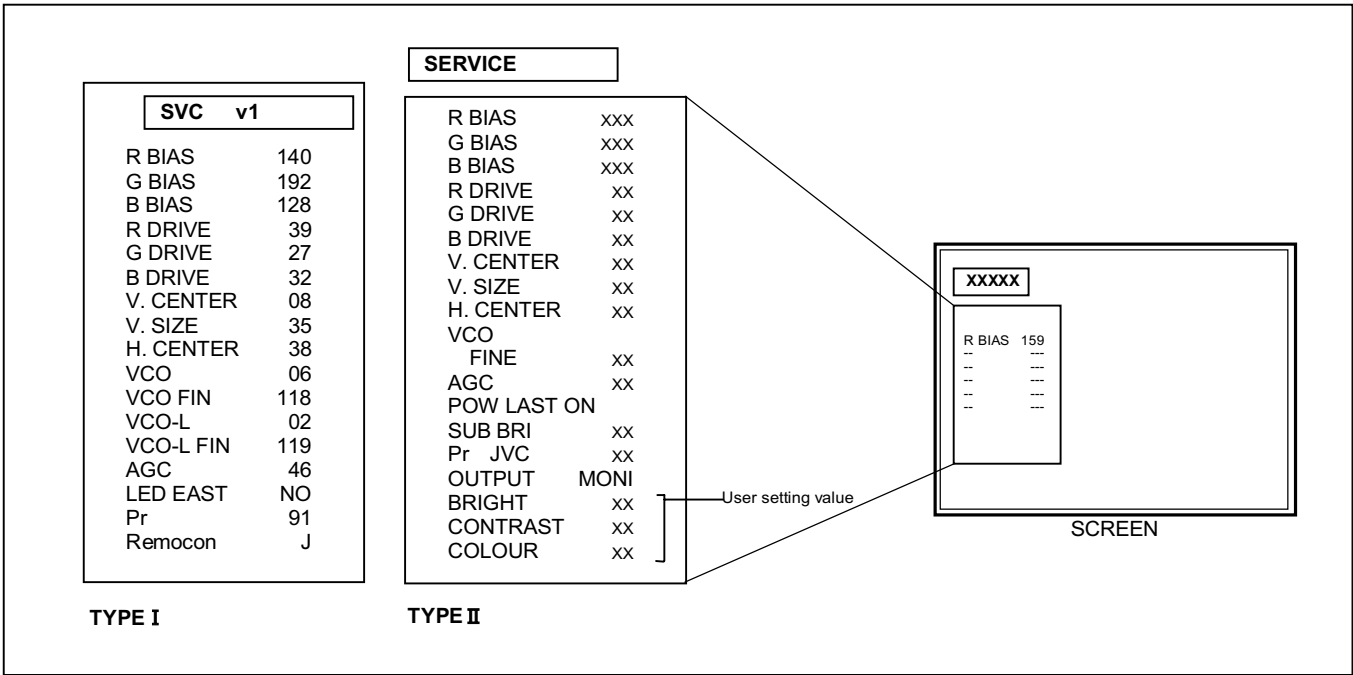 SVC v1
R BIAS 140
G BIAS 192
B BIAS 128
R DRIVE 39
G DRIVE 27
B DRIVE 32
V. CENTER 08
V. SIZE 35
H. CENTER 38
VCO 06
VCO FIN 118
VCO-L 02
VCO-L FIN 119
AGC 46
LED EAST NO
Pr 91
Remocon J
TYPE I
SERVICE
R BIAS XXX
G BIAS XXX
B BIAS XXX
R DRIVE XX
G DRIVE XX
B DRIVE XX
V. CENTER XX
V. SIZE XX
H. CENTER XX
VCO
FINE XX
AGC XX
POW LAST ON
SUB BRI XX
Pr JVC XX
OUTPUT MONI
BRIGHT XX
CONTRAST XX
COLOUR XX
User setting value
TYPE II
XXXXX
R BIAS 159
-- ---
-- ---
-- ---
-- ---
-- ---
SCREEN